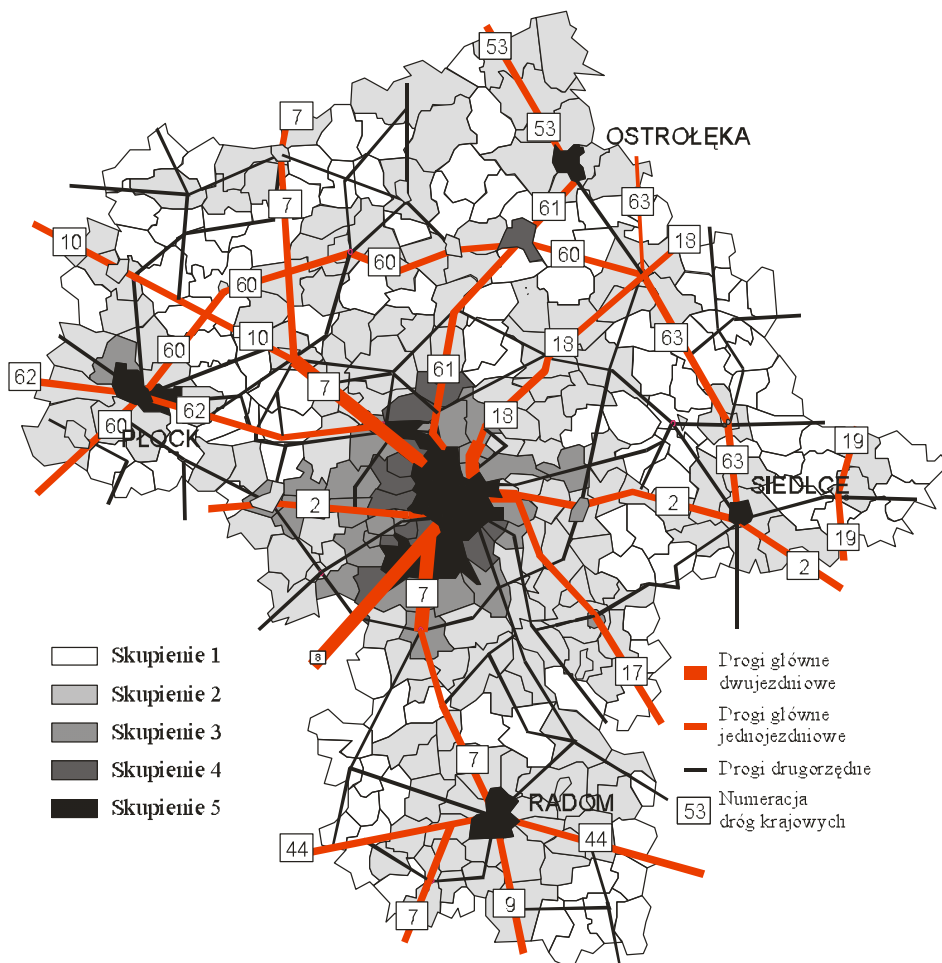 53
7
53
OSTROŁĘKA
7
61
63
10
18
60
60
60
10
18
63
60
61
62
7
62
18
60
PŁOCK
19
63
SIEDLCE
2
2
19
7
2
8
17
Skupienie 1
Skupienie 2
Skupienie 3
Skupienie 4
Skupienie 5
Drogi główne
dwujezdniowe
Drogi główne
jednojezdniowe
Drogi drugorzędne
53
Numeracja
dróg krajowych
7
RADOM
44
44
7
9